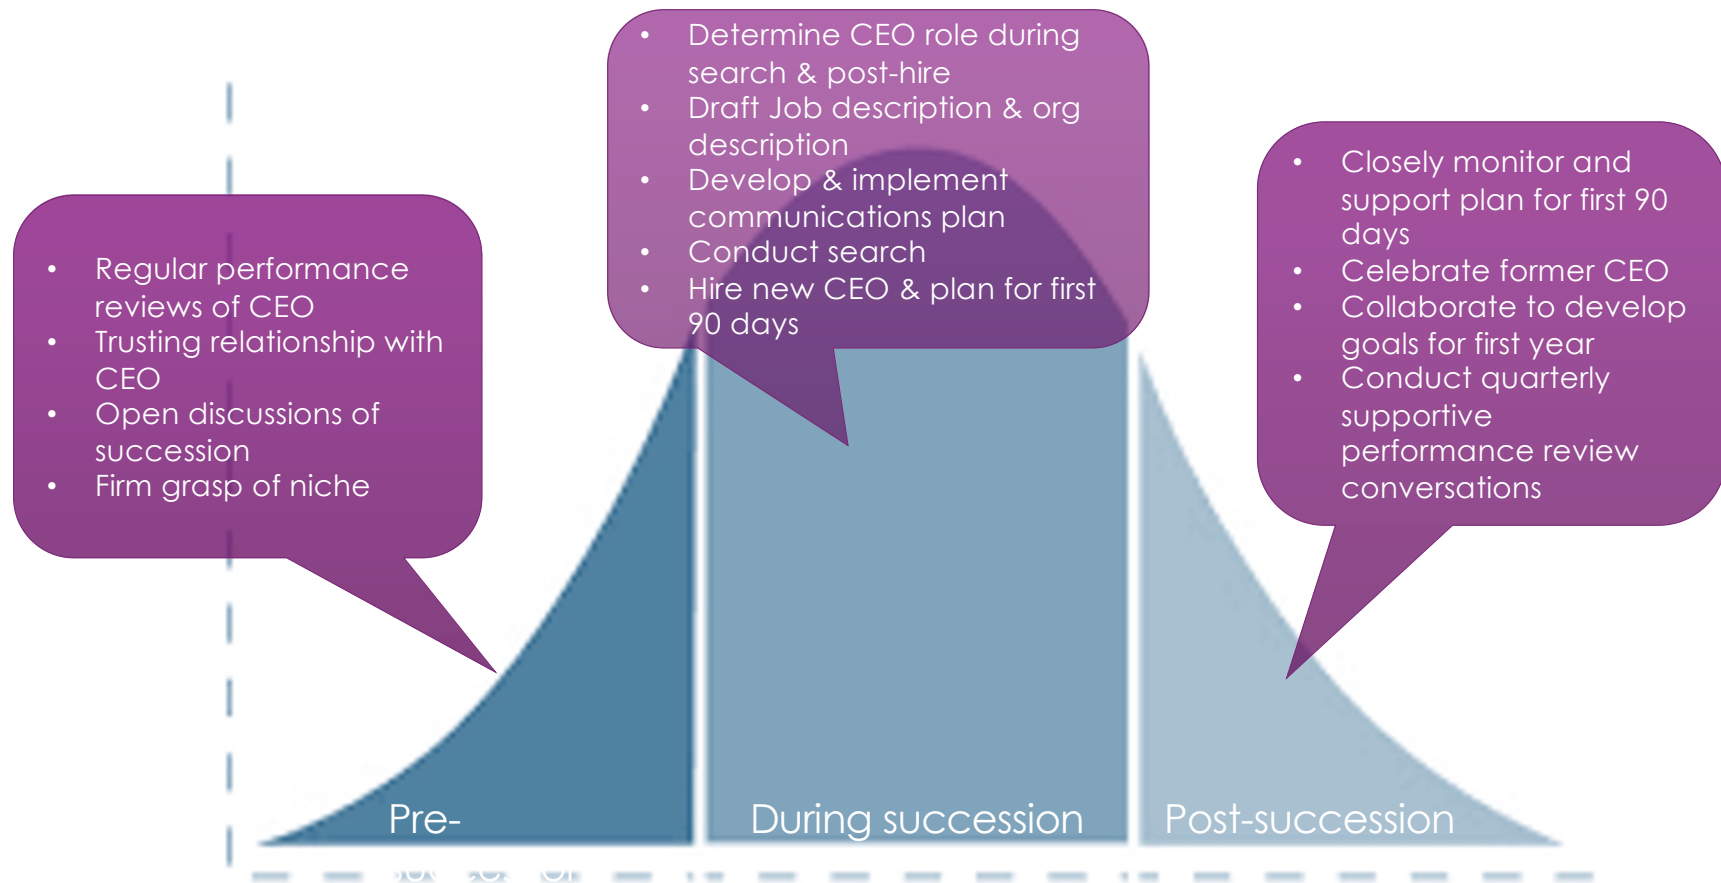 • Determine CEO role during
search & post-hire
• Draft Job description & org
description
• Develop & implement
communications plan
• Conduct search
• Hire new CEO & plan for first
90 days
• Regular performance
reviews of CEO
• Trusting relationship with
CEO
• Open discussions of
succession
• Firm grasp of niche
• Closely monitor and
support plan for first 90
days
• Celebrate former CEO
• Collaborate to develop
goals for first year
• Conduct quarterly
supportive
performance review
conversations
Pre-
succession
During succession
Post-succession